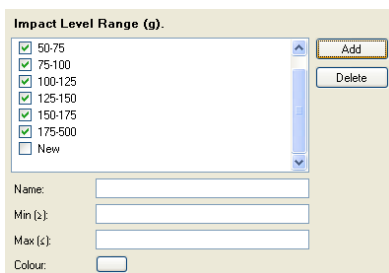 Impact Level Range (g).
50-75
75-100
100-125
125-150
150-175
175-500
New
Add
Delete
Name:
Min (≥):
Max (≤):
Colour: